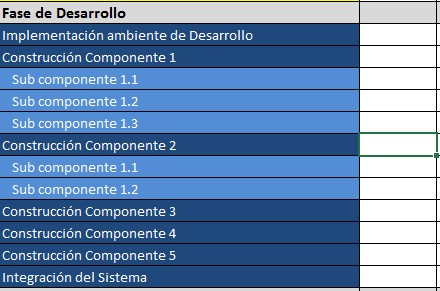 Fase de Desarrollo
Implementación ambiente de Desarrollo
Construcción Componente 1
Sub componente 1.1
Sub componente 1.2
Sub componente 1.3
Construcción Componente 2
Sub componente 1.1
Sub componente 1.2
Construcción Componente 3
Construcción Componente 4
Construcción Componente 5
Integración del Sistema